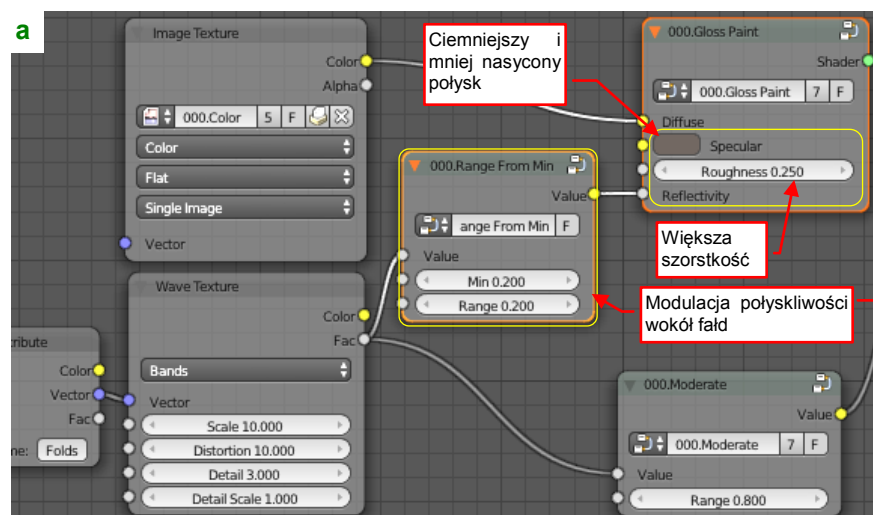 a
Image Texture
Color
Alpha
000.Color 5 F
Color
Flat
Single Image
Vector
Ciemniejszy i
mniej nasycony
połysk
000.Gloss Paint
Shader
000.Gloss Paint 7 F
Diffuse
Specular
Roughness 0.250
Reflectivity
000.Range From Min
Value
ange From Min F
Value
Min 0.200
Range 0.200
Większa
szorstkość
Modulacja połyskliwości
wokół fałd
Wave Texture
Color
Fac
Bands
Vector
Scale 10.000
Distortion 10.000
Detail 3.000
Detail Scale 1.000
tribute
Color
Vector
Fac
me: Folds
000.Moderate
Value
000.Moderate 7 F
Value
Range 0.800